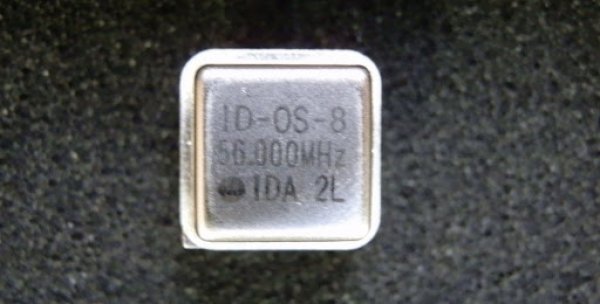 ID-OS-8
56.000MHz
IDA 2L